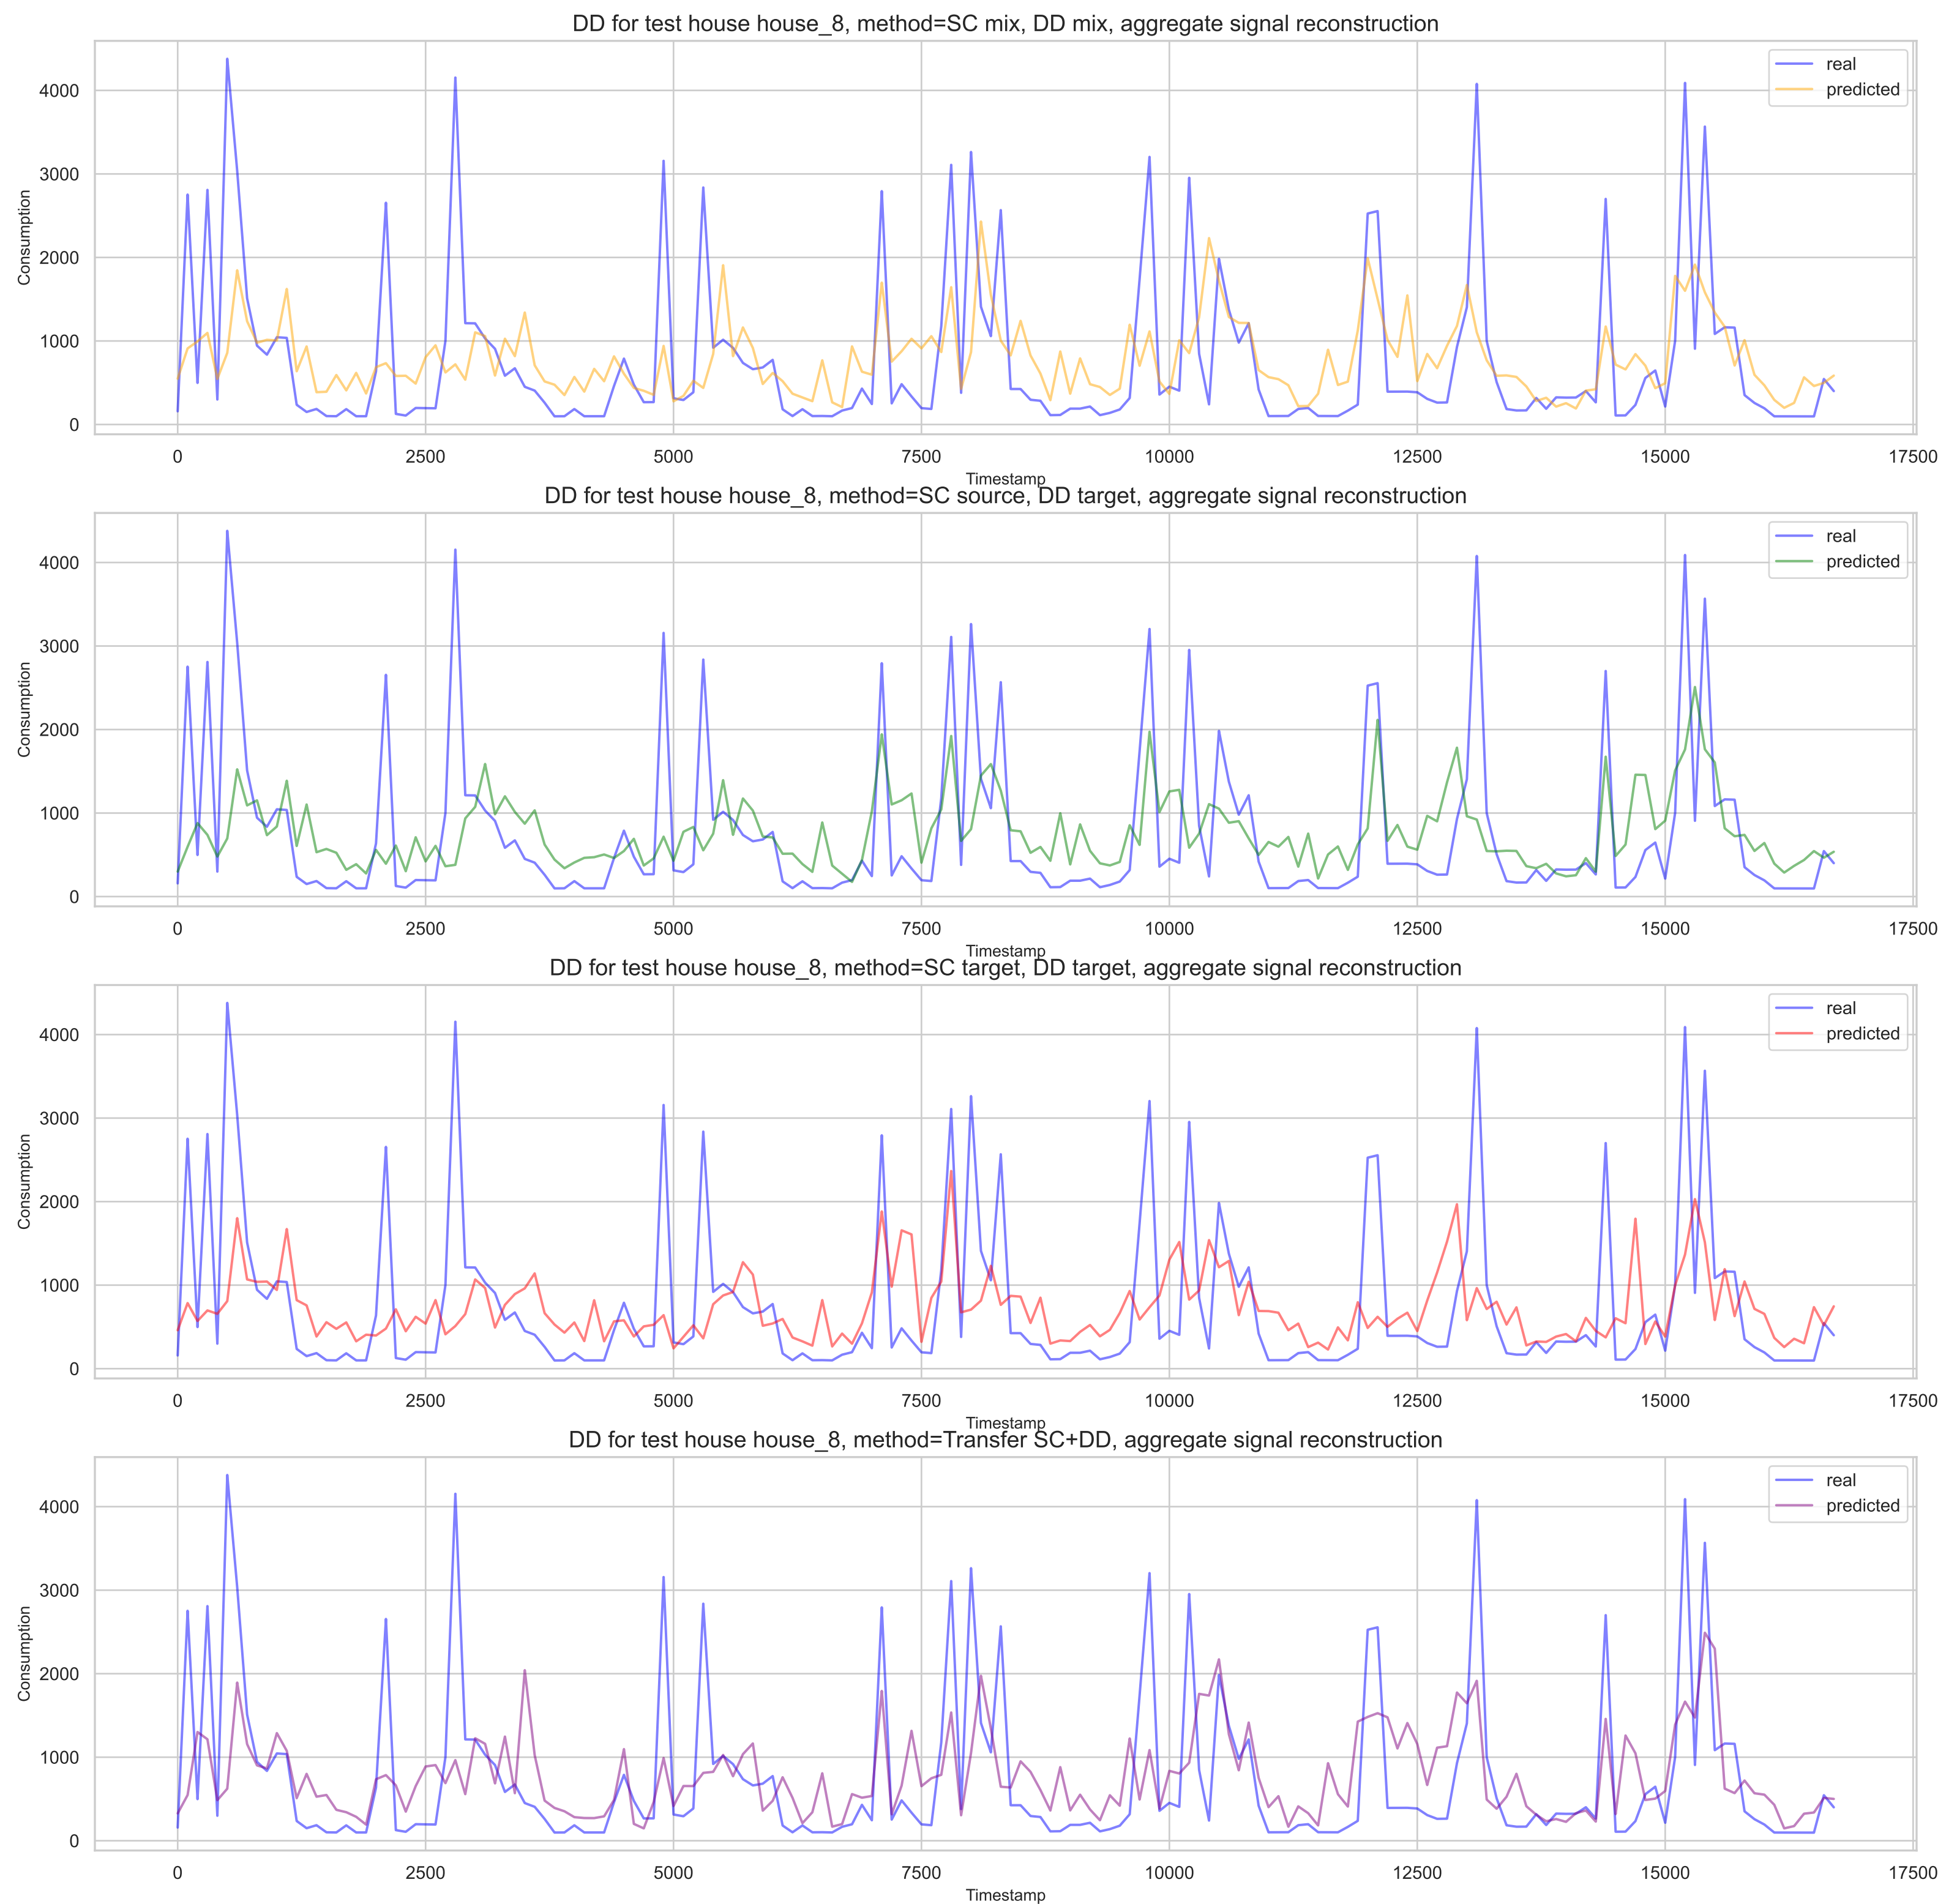 DD for test house house_8, method=SC mix, DD mix, aggregate signal reconstruction
real
predicted
Consumption
4000
3000
2000
1000
0
0 2500 5000 7500 10000 12500 15000 17500
Timestamp
DD for test house house_8, method=SC source, DD target, aggregate signal reconstruction
real
predicted
Consumption
4000
3000
2000
1000
0
0 2500 5000 7500 10000 12500 15000 17500
Timestamp
DD for test house house_8, method=SC target, DD target, aggregate signal reconstruction
real
predicted
Consumption
4000
3000
2000
1000
0
0 2500 5000 7500 10000 12500 15000 17500
Timestamp
DD for test house house_8, method=Transfer SC+DD, aggregate signal reconstruction
real
predicted
Consumption
4000
3000
2000
1000
0
0 2500 5000 7500 10000 12500 15000 17500
Timestamp